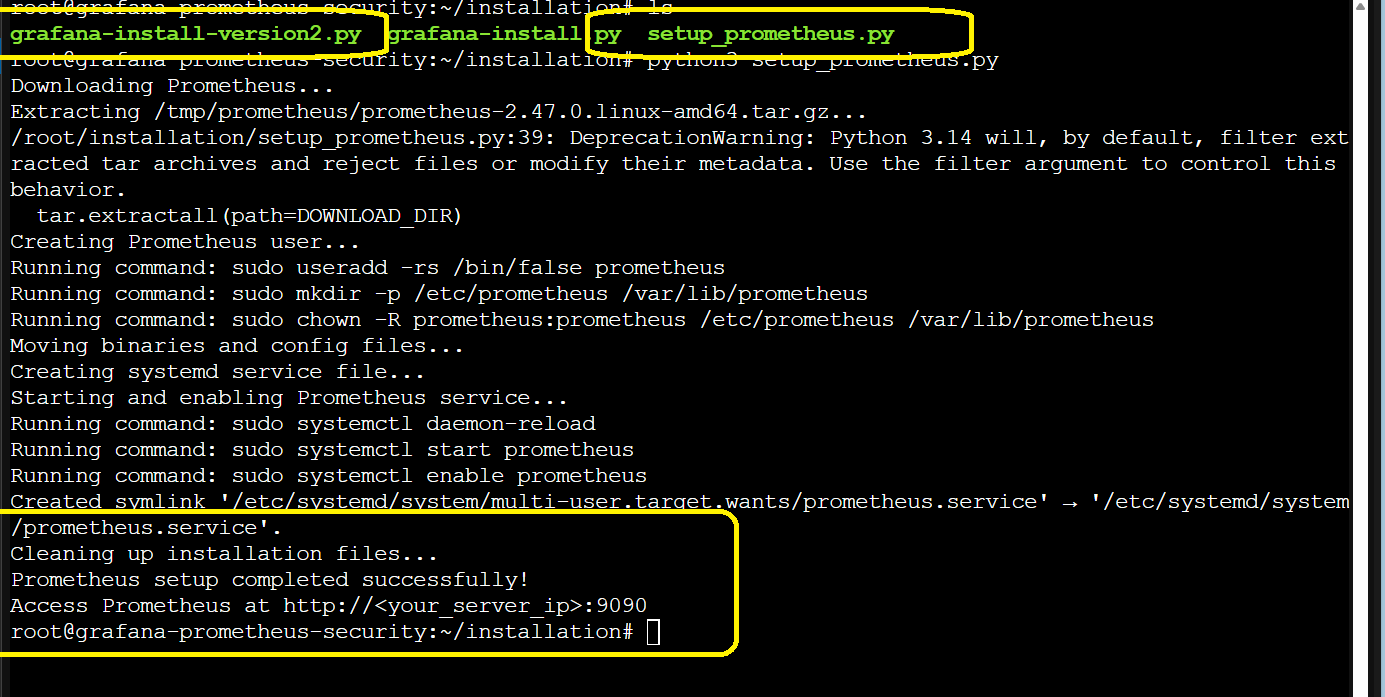 root@grafana-prometheus-security:~/installation# ls
grafana-install-version2.py  grafana-install.py  setup_prometheus.py
root@grafana-prometheus-security:~/installation# python3 setup_prometheus.py
Downloading Prometheus...
Extracting /tmp/prometheus/prometheus-2.47.0.linux-amd64.tar.gz...
/root/installation/setup_prometheus.py:39: DeprecationWarning: Python 3.14 will, by default, filter ext
racted tar archives and reject files or modify their metadata. Use the filter argument to control this
behavior.
  tar.extractall(path=DOWNLOAD_DIR)
Creating Prometheus user...
Running command: sudo useradd -rs /bin/false prometheus
Running command: sudo mkdir -p /etc/prometheus /var/lib/prometheus
Running command: sudo chown -R prometheus:prometheus /etc/prometheus /var/lib/prometheus
Moving binaries and config files...
Creating systemd service file...
Starting and enabling Prometheus service...
Running command: sudo systemctl daemon-reload
Running command: sudo systemctl start prometheus
Running command: sudo systemctl enable prometheus
Created symlink '/etc/systemd/system/multi-user.target.wants/prometheus.service' → '/etc/systemd/system
/prometheus.service'.
Cleaning up installation files...
Prometheus setup completed successfully!
Access Prometheus at http://<your_server_ip>:9090
root@grafana-prometheus-security:~/installation#